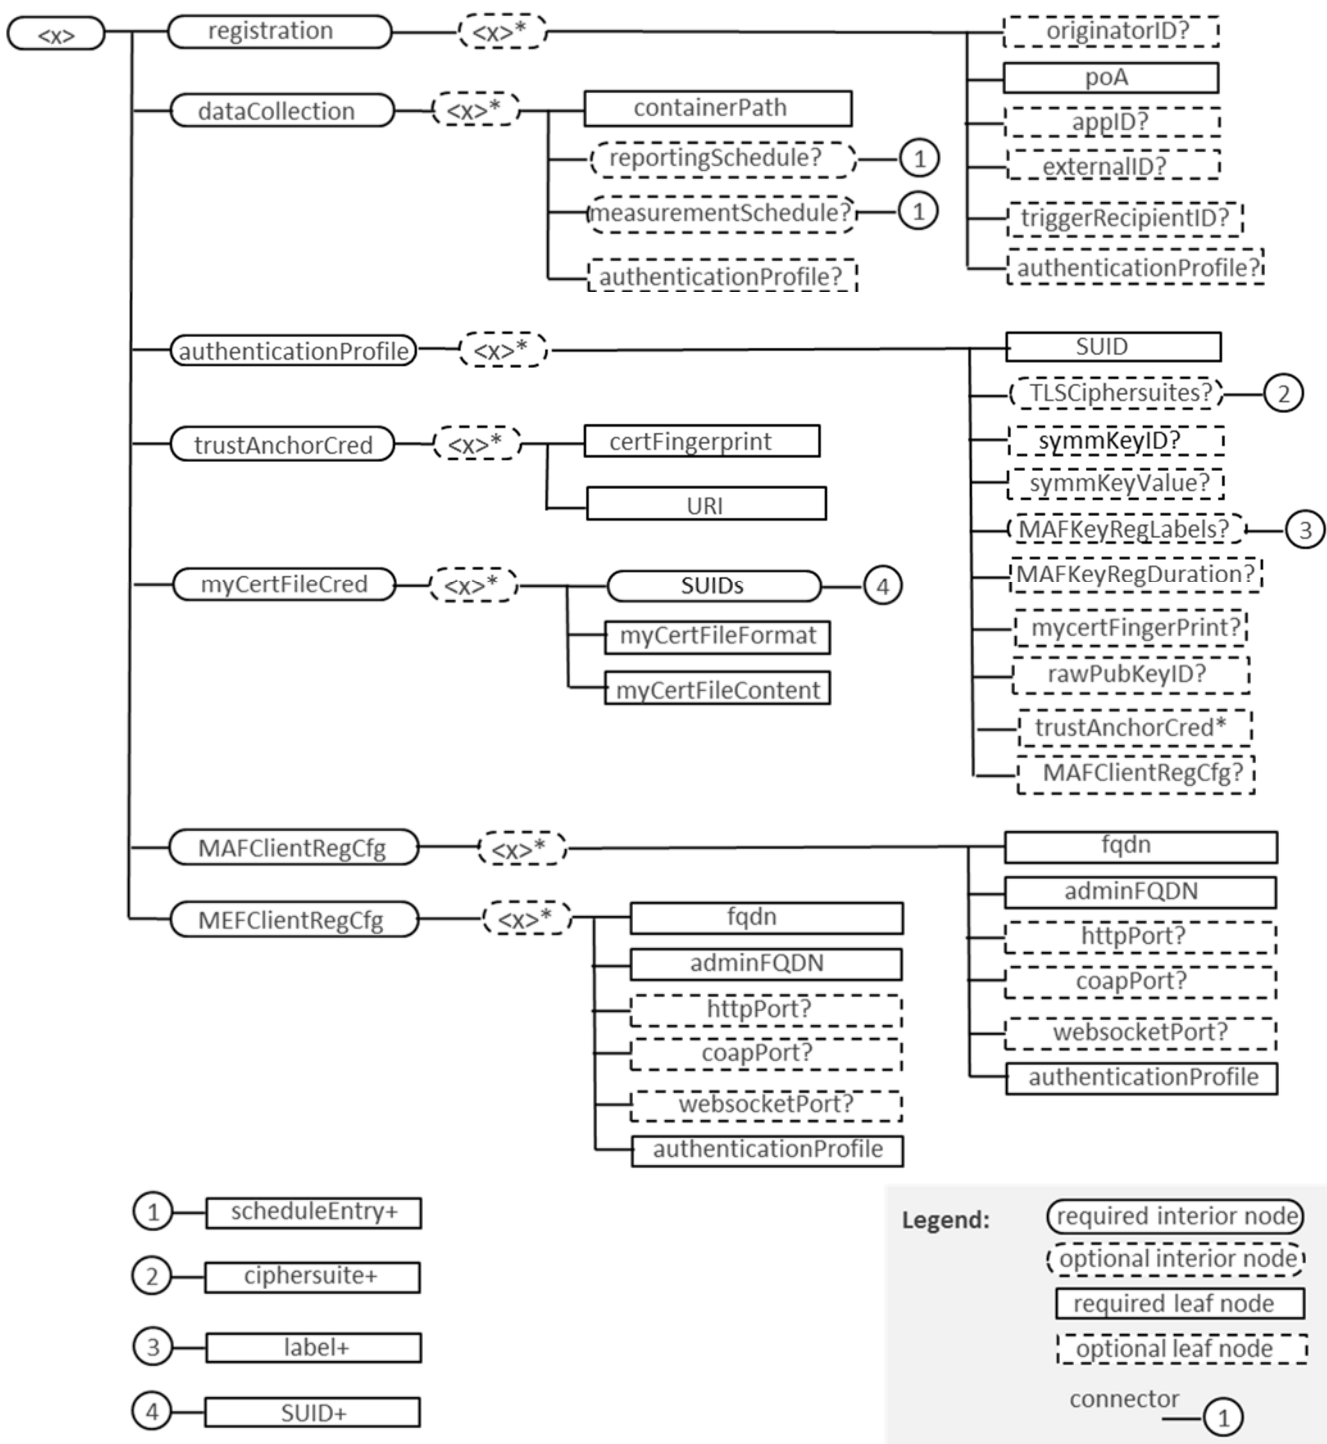 <x>
registration
<x>*
originatorID?
poA
appID?
externalID?
triggerRecipientID?
authenticationProfile?
dataCollection
<x>*
containerPath
reportingSchedule?
1
measurementSchedule?
1
authenticationProfile?
authenticationProfile
<x>*
SUID
TLSCiphersuites?
2
symmKeyID?
symmKeyValue?
MAFKeyRegLabels?
3
MAFKeyRegDuration?
mycertFingerPrint?
rawPubKeyID?
trustAnchorCred*
MAFClientRegCfg?
trustAnchorCred
<x>*
certFingerprint
URI
myCertFileCred
<x>*
SUIDs
4
myCertFileFormat
myCertFileContent
MAFClientRegCfg
<x>*
fqdn
adminFQDN
httpPort?
coapPort?
websocketPort?
authenticationProfile
MEFClientRegCfg
<x>*
fqdn
adminFQDN
httpPort?
coapPort?
websocketPort?
authenticationProfile
1
scheduleEntry+
2
ciphersuite+
3
label+
4
SUID+
Legend:
required interior node
optional interior node
required leaf node
optional leaf node
connector
1